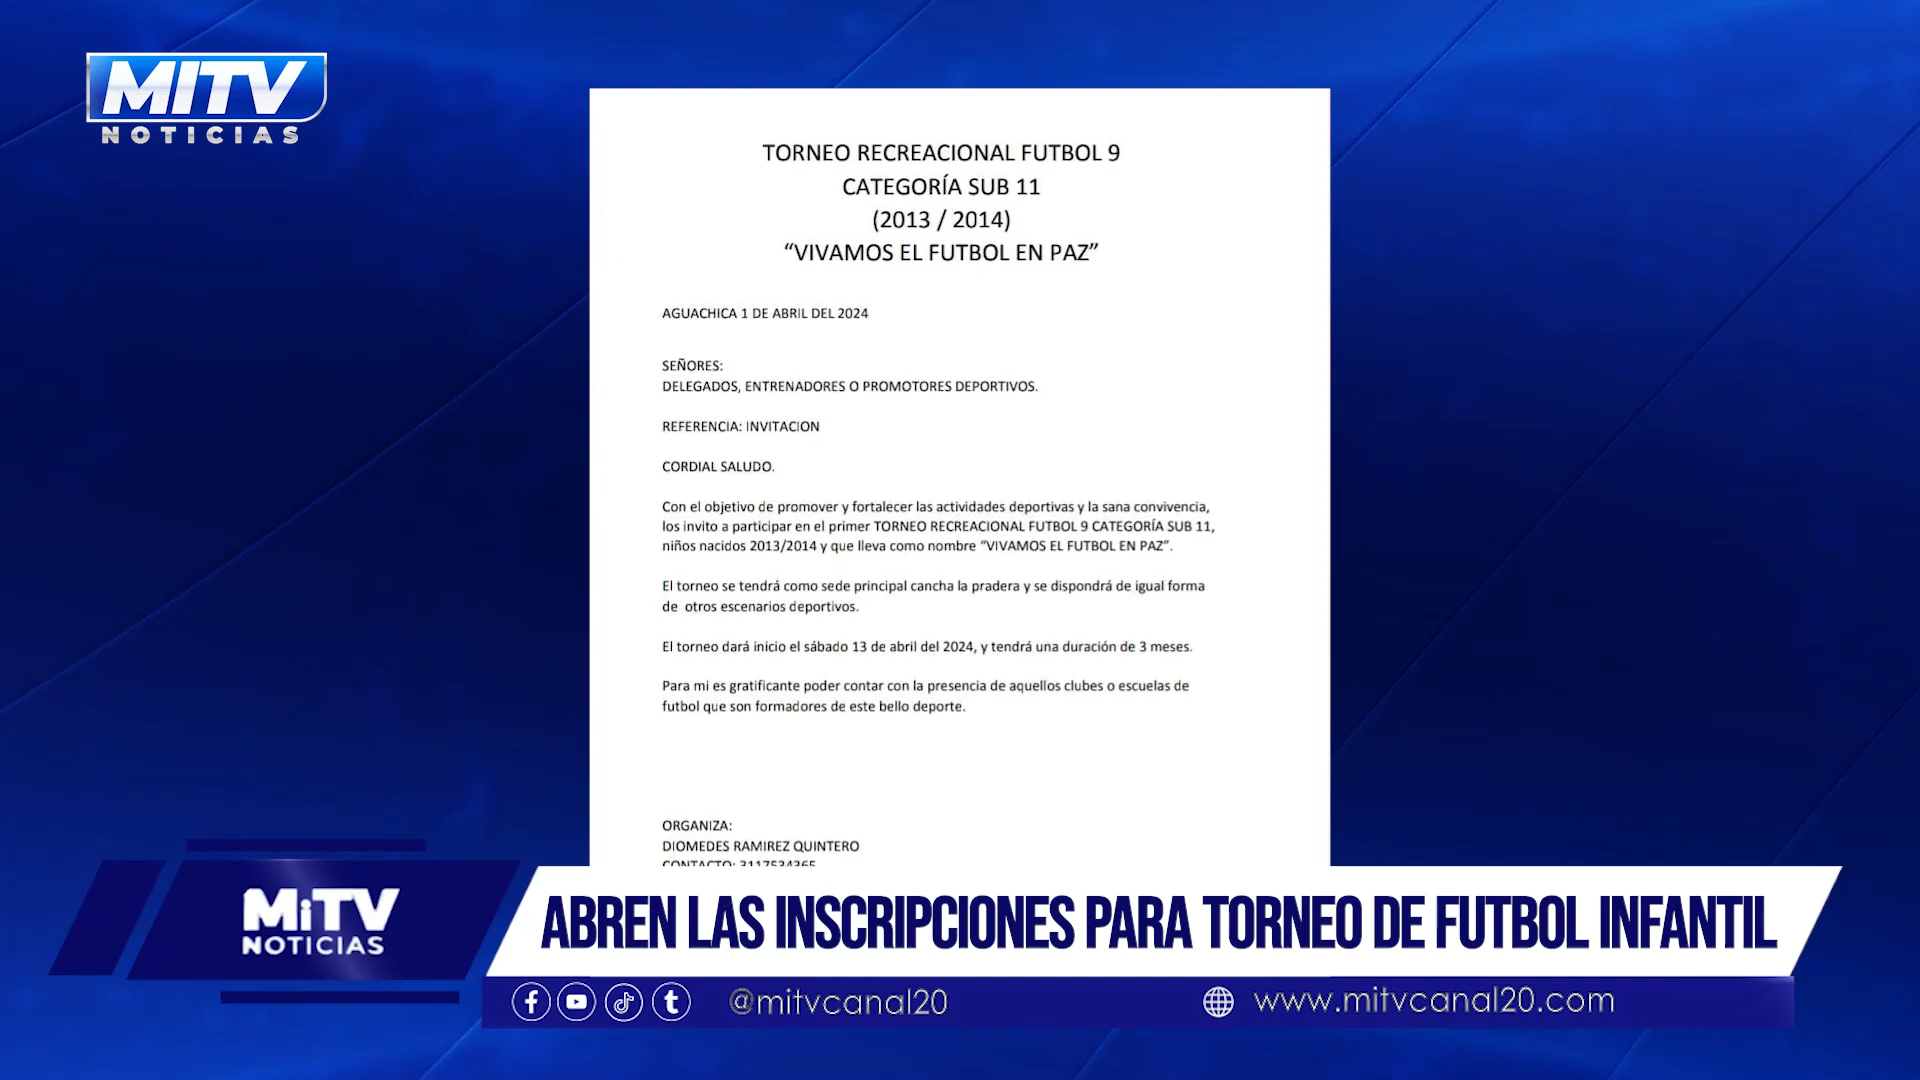 MITV
NOTICIAS
TORNEO RECREACIONAL FUTBOL 9
CATEGORÍA SUB 11
(2013 / 2014)
“VIVAMOS EL FUTBOL EN PAZ”
AGUACHICA 1 DE ABRIL DEL 2024
SEÑORES:
DELEGADOS, ENTRENADORES O PROMOTORES DEPORTIVOS.
REFERENCIA: INVITACION
CORDIAL SALUDO.
Con el objetivo de promover y fortalecer las actividades deportivas y la sana convivencia,
los invito a participar en el primer TORNEO RECREACIONAL FUTBOL 9 CATEGORÍA SUB 11,
niños nacidos 2013/2014 y que lleva como nombre “VIVAMOS EL FUTBOL EN PAZ”.
El torneo se tendrá como sede principal cancha la pradera y se dispondrá de igual forma
de otros escenarios deportivos.
El torneo dará inicio el sábado 13 de abril del 2024, y tendrá una duración de 3 meses.
Para mi es gratificante poder contar con la presencia de aquellos clubes o escuelas de
futbol que son formadores de este bello deporte.
ORGANIZA:
DIOMEDES RAMIREZ QUINTERO
CONTACTO: 3117534365
MiTV
NOTICIAS
ABREN LAS INSCRIPCIONES PARA TORNEO DE FUTBOL INFANTIL
@mitvcanal20
www.mitvcanal20.com